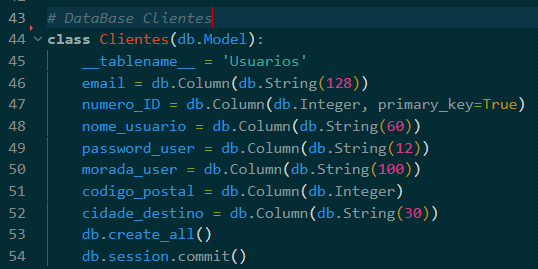 43 # DataBase Clientes
44 class Clientes(db.Model):
45 __tablename__ = 'Usuarios'
46 email = db.Column(db.String(128))
47 numero_ID = db.Column(db.Integer, primary_key=True)
48 nome_usuario = db.Column(db.String(60))
49 password_user = db.Column(db.String(12))
50 morada_user = db.Column(db.String(100))
51 codigo_postal = db.Column(db.Integer)
52 cidade_destino = db.Column(db.String(30))
53 db.create_all()
54 db.session.commit()